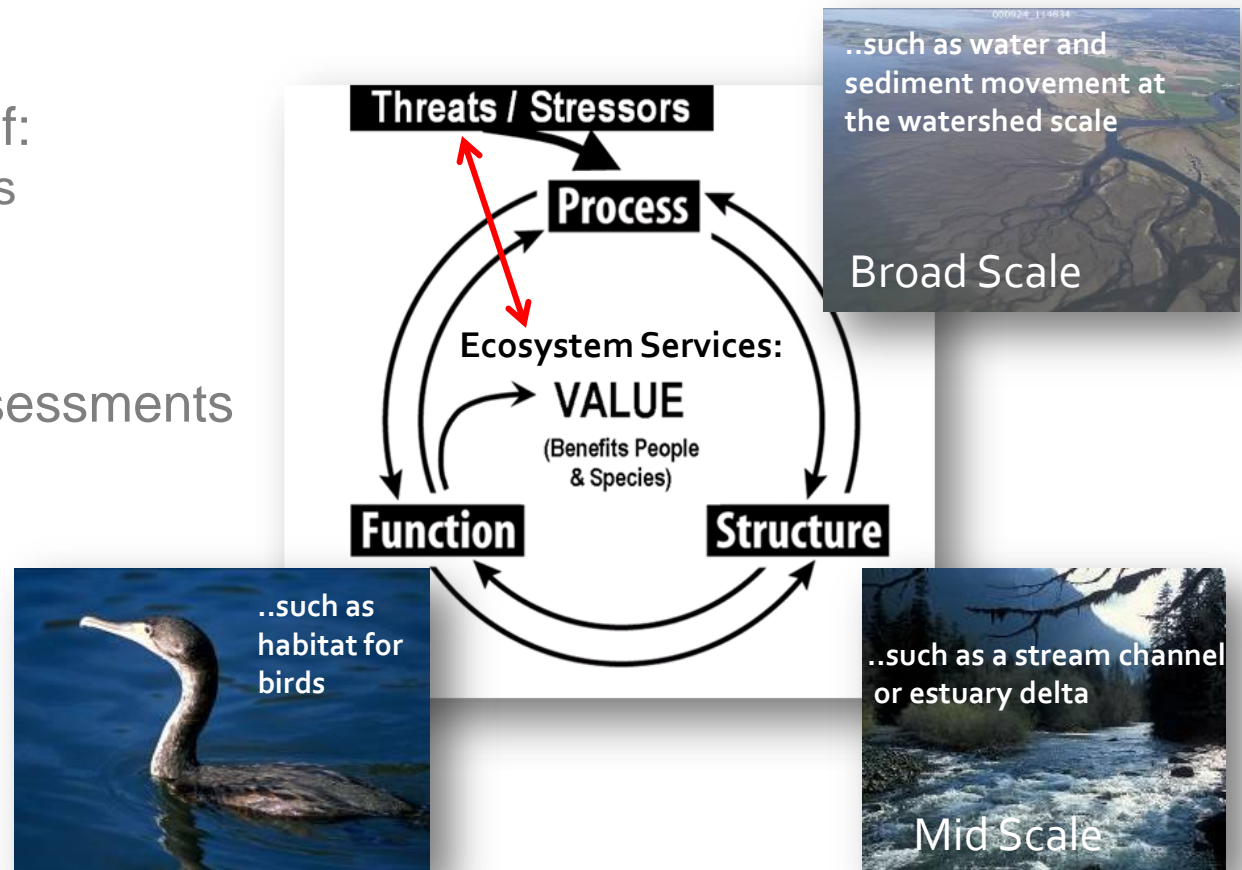 f:
s
sessments
000924_114834
..such as water and
sediment movement at
the watershed scale
Broad Scale
Threats / Stressors
Process
Ecosystem Services:
VALUE
(Benefits People
& Species)
Function
Structure
..such as
habitat for
birds
..such as a stream channel
or estuary delta
Mid Scale